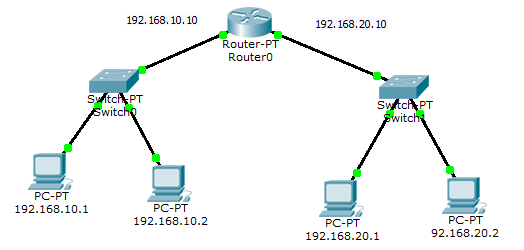 192.168.10.10
192.168.20.10
Router-PT
Router0
Switch-PT
Switch0
Switch-PT
Switch
PC-PT
192.168.10.1
PC-PT
192.168.10.2
PC-PT
192.168.20.1
PC-PT
92.168.20.2